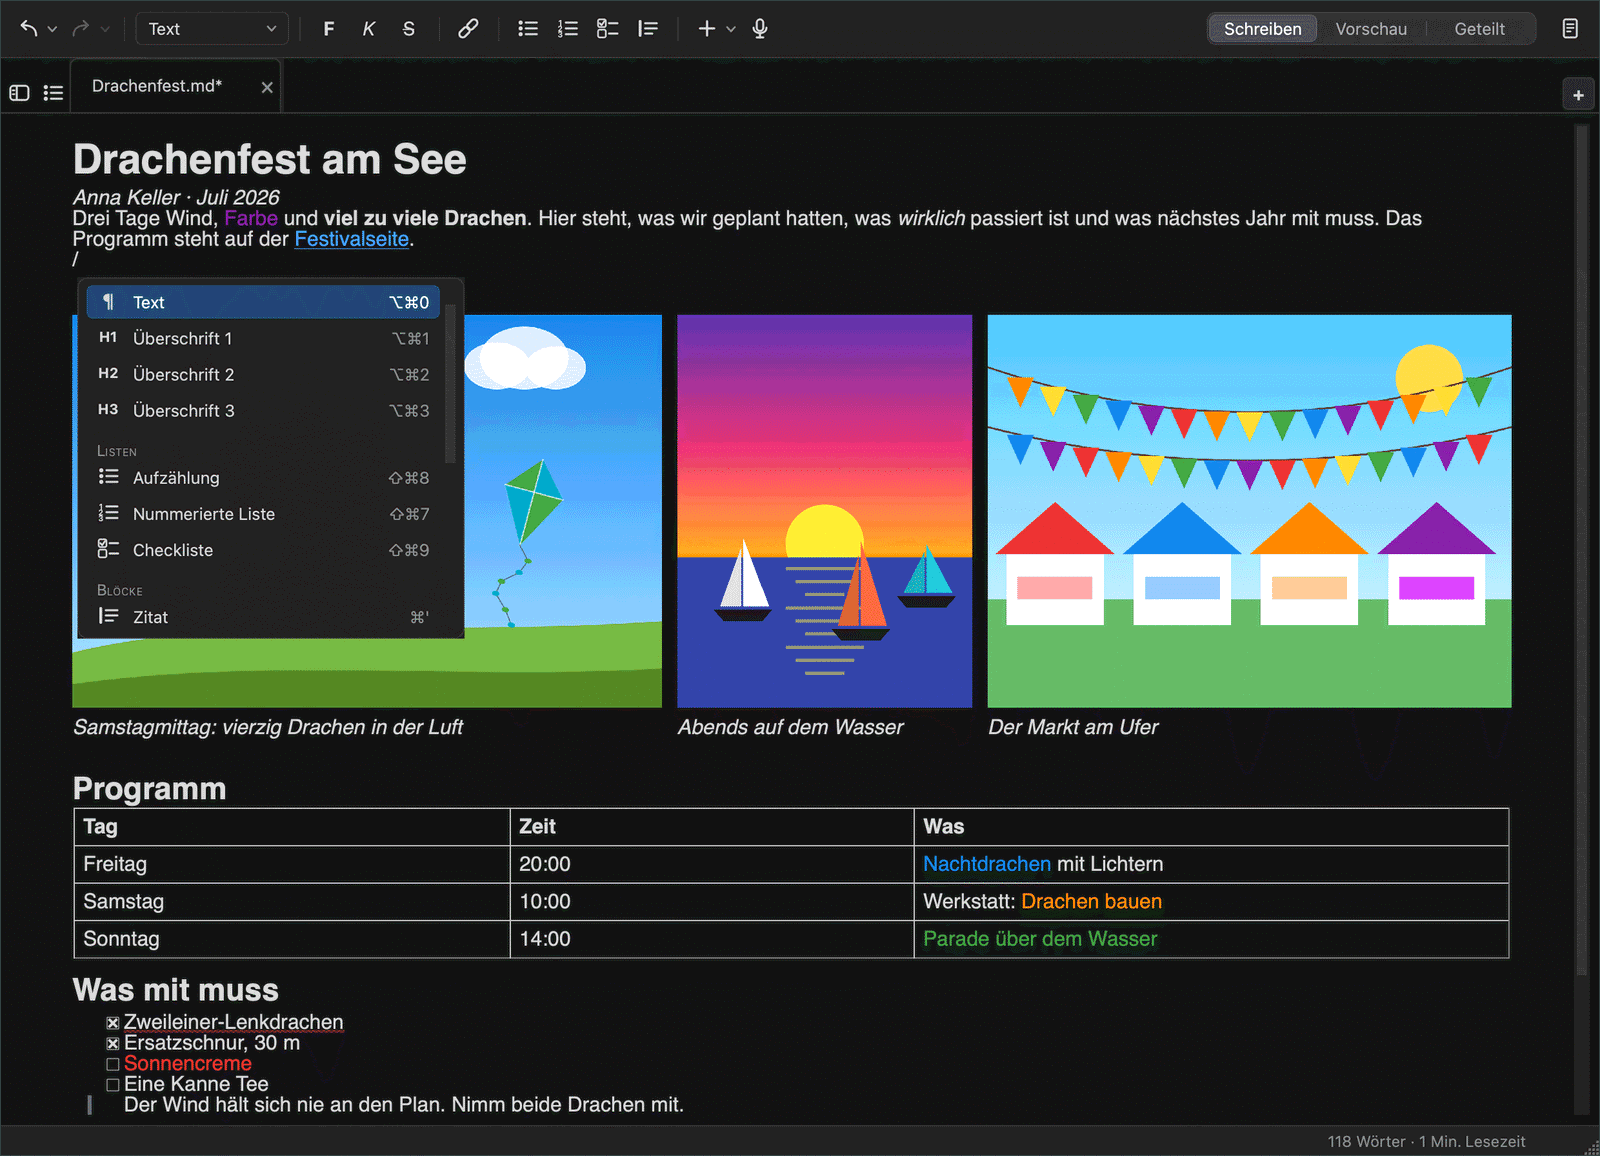 Text
F K S
Schreiben Vorschau Geteilt
Drachenfest.md*
Drachenfest am See
Anna Keller · Juli 2026
Drei Tage Wind, Farbe und viel zu viele Drachen. Hier steht, was wir geplant hatten, was wirklich passiert ist und was nächstes Jahr mit muss. Das
Programm steht auf der Festivalseite.
/
¶ Text ⌥⌘0
H1 Überschrift 1 ⌥⌘1
H2 Überschrift 2 ⌥⌘2
H3 Überschrift 3 ⌥⌘3
Listen
Aufzählung ⇧⌘8
Nummerierte Liste ⇧⌘7
Checkliste ⇧⌘9
Blöcke
Zitat ⌘'
Samstagmittag: vierzig Drachen in der Luft
Abends auf dem Wasser
Der Markt am Ufer
Programm
Tag Zeit Was
Freitag 20:00 Nachtdrachen mit Lichtern
Samstag 10:00 Werkstatt: Drachen bauen
Sonntag 14:00 Parade über dem Wasser
Was mit muss
Zweileiner-Lenkdrachen
Ersatzschnur, 30 m
Sonnencreme
Eine Kanne Tee
Der Wind hält sich nie an den Plan. Nimm beide Drachen mit.
118 Wörter · 1 Min. Lesezeit